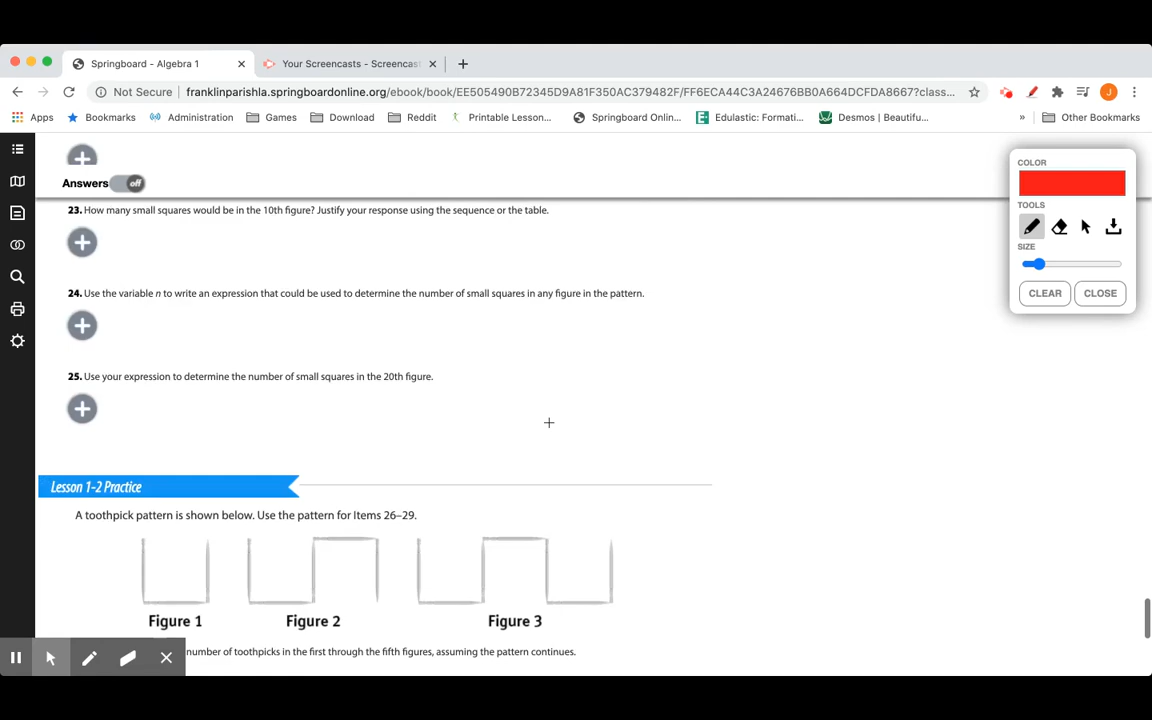 Springboard - Algebra 1
Your Screencasts - Screencast
Not Secure
franklinparishla.springboardonline.org/ebook/book/EE505490B72345D9A81F350AC379482F/FF6ECA44C3A24676BB0A664DCFDA8667?class...
J
Apps
Bookmarks
Administration
Games
Download
Reddit
Printable Lesson...
Springboard Onlin...
Edulastic: Formati...
Desmos | Beautifu...
»
Other Bookmarks
Answers off
COLOR
TOOLS
SIZE
CLEAR
CLOSE
23. How many small squares would be in the 10th figure? Justify your response using the sequence or the table.
24. Use the variable n to write an expression that could be used to determine the number of small squares in any figure in the pattern.
25. Use your expression to determine the number of small squares in the 20th figure.
Lesson 1-2 Practice
A toothpick pattern is shown below. Use the pattern for Items 26–29.
Figure 1
Figure 2
Figure 3
number of toothpicks in the first through the fifth figures, assuming the pattern continues.